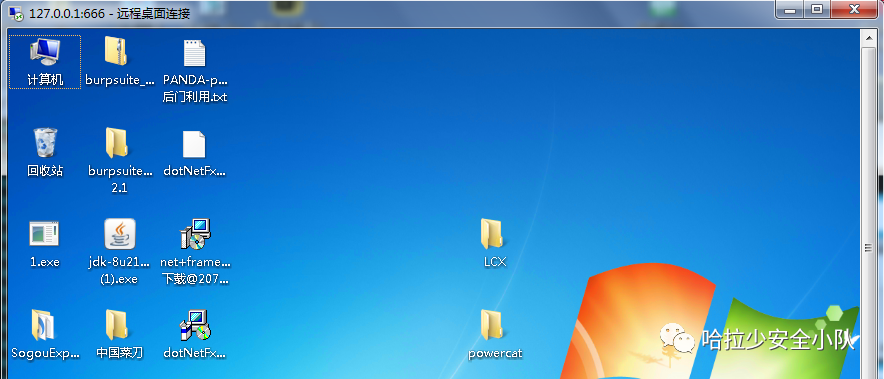 127.0.0.1:666 - 远程桌面连接
计算机
burpsuite_...
PANDA-p...
后门利用.txt
回收站
burpsuite...
2.1
dotNetFx...
1.exe
jdk-8u21...
(1).exe
net+frame...
下载@207...
LCX
SogouExp...
中国菜刀
dotNetFx...
powercat
哈拉少安全小队